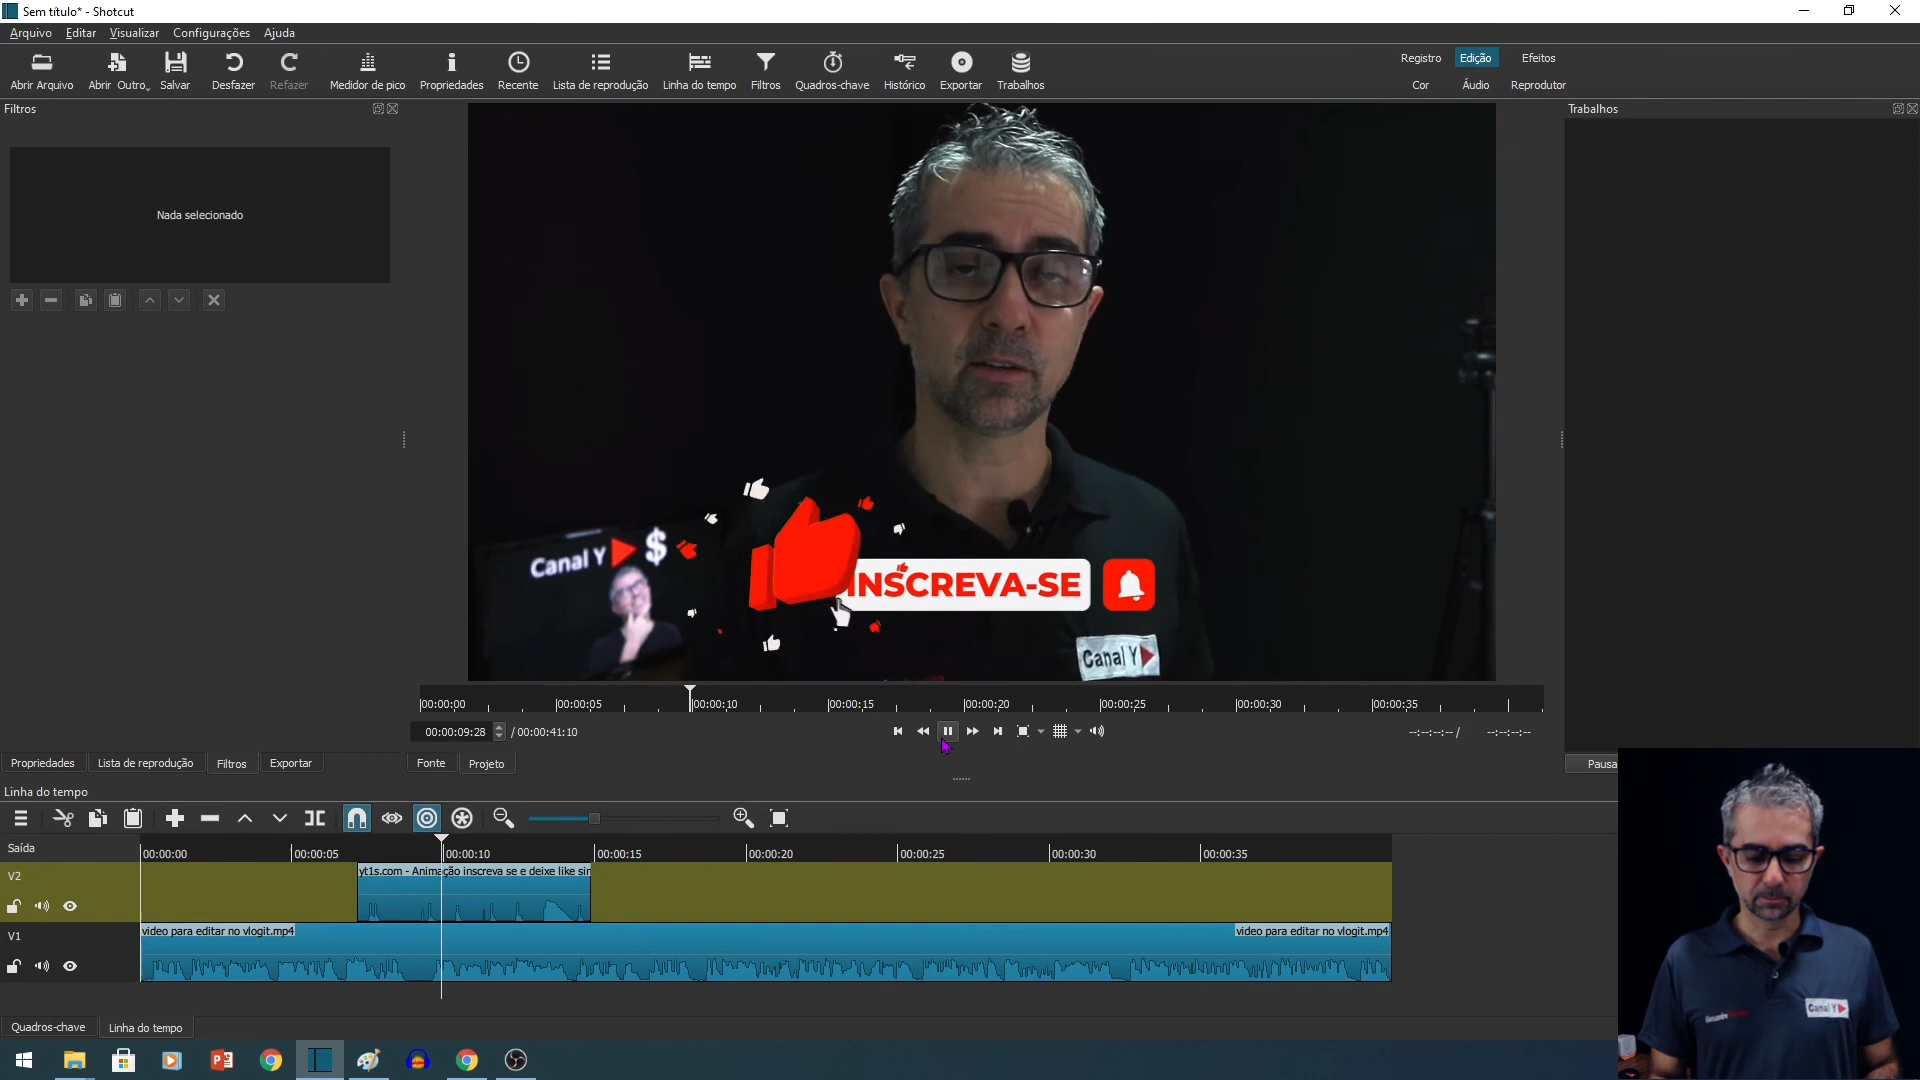 Sem título* - Shotcut
Arquivo Editar Visualizar Configurações Ajuda
Abrir Arquivo Abrir Outro Salvar Desfazer Refazer Medidor de pico Propriedades Recente Lista de reprodução Linha do tempo Filtros Quadros-chave Histórico Exportar Trabalhos
Registro Edição Efeitos
Cor Áudio Reprodutor
Filtros
Trabalhos
Nada selecionado
Canal Y $
INSCREVA-SE
Canal Y
00:00:00 00:00:05 00:00:10 00:00:15 00:00:20 00:00:25 00:00:30 00:00:35
00:00:09:28 / 00:00:41:10 --:--:--:-- / --:--:--:--
Propriedades Lista de reprodução Filtros Exportar Fonte Projeto
Pausa
Linha do tempo
Saída
00:00:00 00:00:05 00:00:10 00:00:15 00:00:20 00:00:25 00:00:30 00:00:35
V2
yt1s.com - Animação inscreva se e deixe like sin
V1
video para editar no vlogit.mp4 video para editar no vlogit.mp4
Canal Y
Quadros-chave Linha do tempo